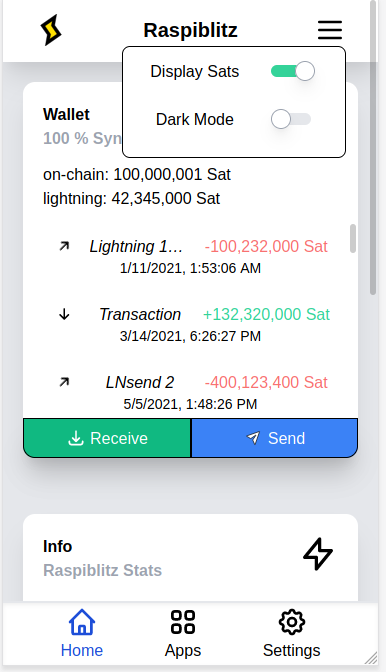 Raspiblitz
Display Sats
Dark Mode
Wallet
100 % Syn
on-chain: 100,000,001 Sat
lightning: 42,345,000 Sat
Lightning 1… -100,232,000 Sat
1/11/2021, 1:53:06 AM
Transaction +132,320,000 Sat
3/14/2021, 6:26:27 PM
LNsend 2 -400,123,400 Sat
5/5/2021, 1:48:26 PM
Receive Send
Info
Raspiblitz Stats
Home Apps Settings